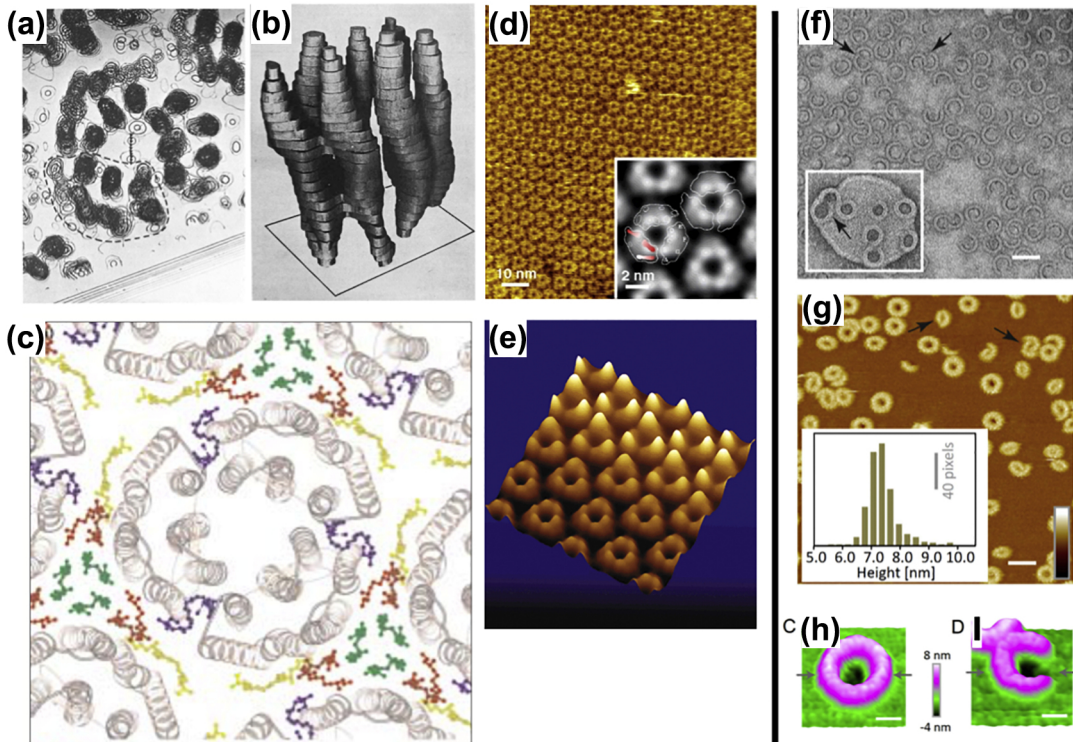 (a)
(b)
(c)
(d)
10 nm
2 nm
(e)
(f)
(g)
40 pixels
5.0 6.0 7.0 8.0 9.0 10.0
Height [nm]
C
(h)
8 nm
-4 nm
D